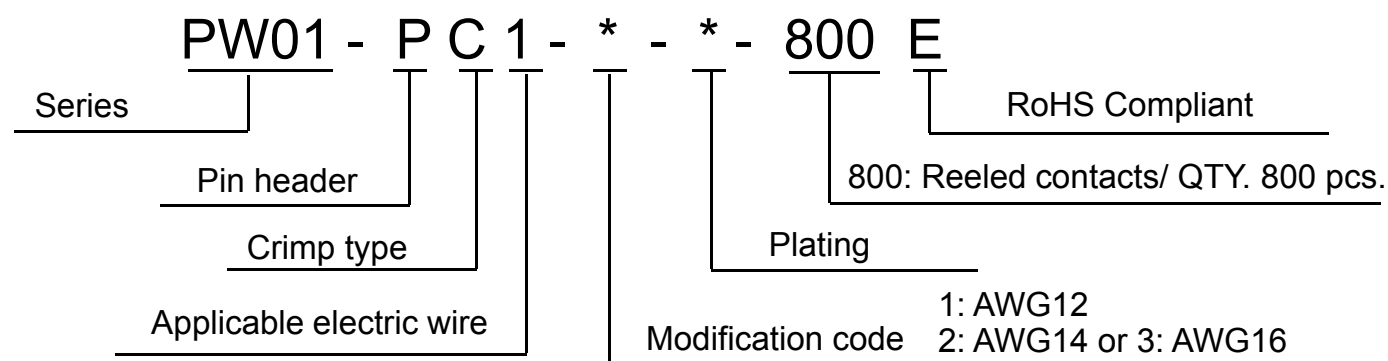 PW01 - P C 1 - * - * - 800 E
Series
RoHS Compliant
Pin header
800: Reeled contacts/ QTY. 800 pcs.
Crimp type
Plating
Applicable electric wire
Modification code
1: AWG12
2: AWG14 or 3: AWG16